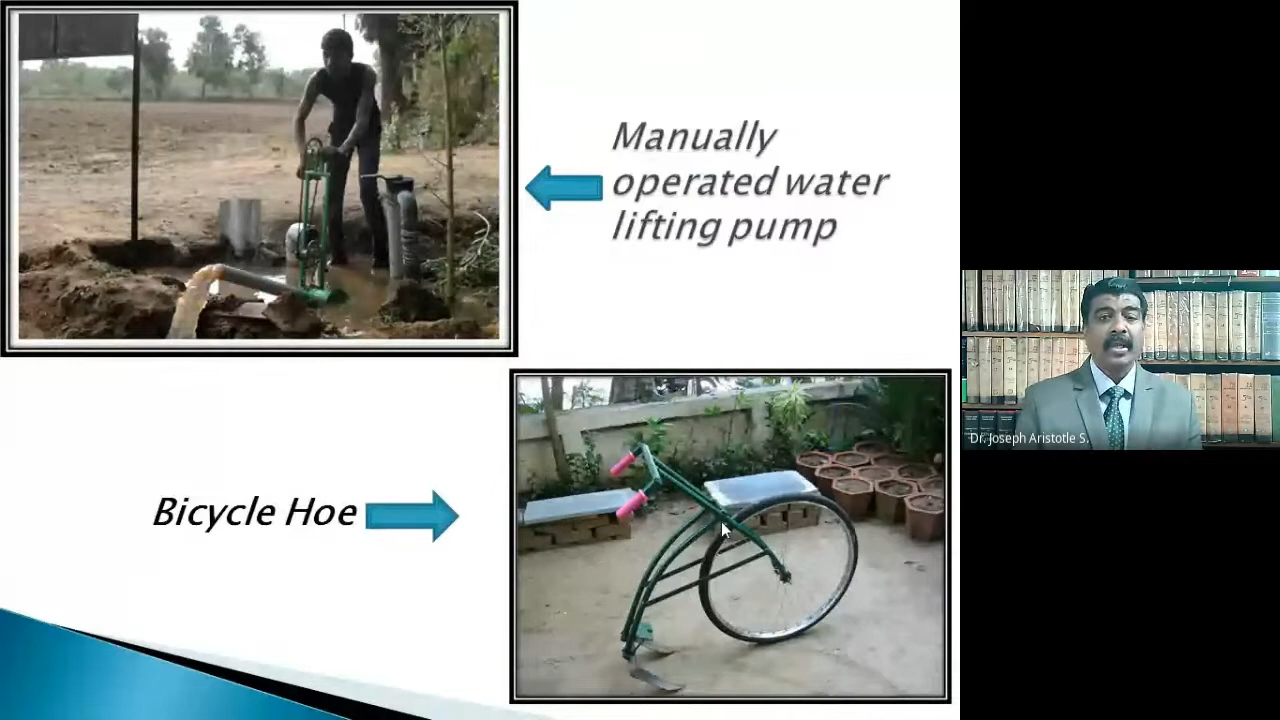 Manually
operated water
lifting pump
Bicycle Hoe
Dr. Joseph Aristotle S.